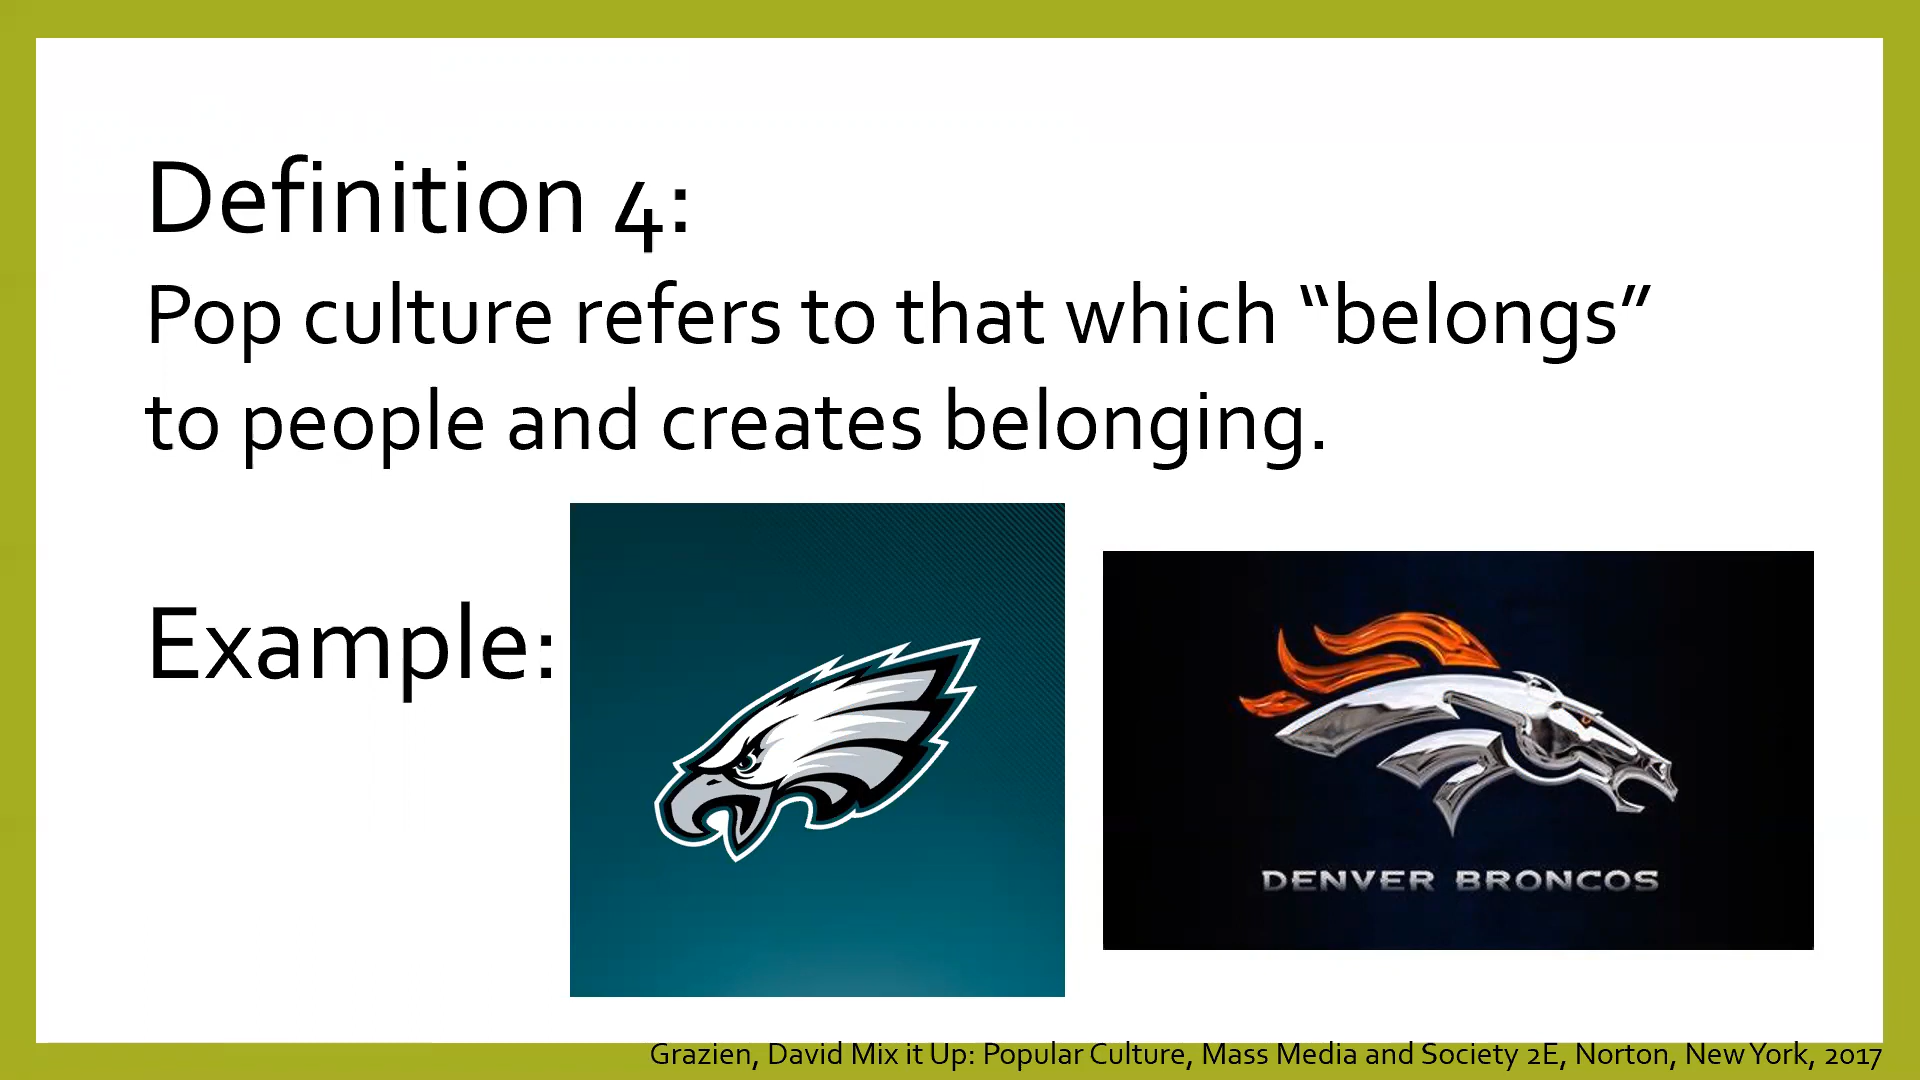 Definition 4:
Pop culture refers to that which “belongs”
to people and creates belonging.
Example:
DENVER BRONCOS
Grazien, David Mix it Up: Popular Culture, Mass Media and Society 2E, Norton, New York, 2017